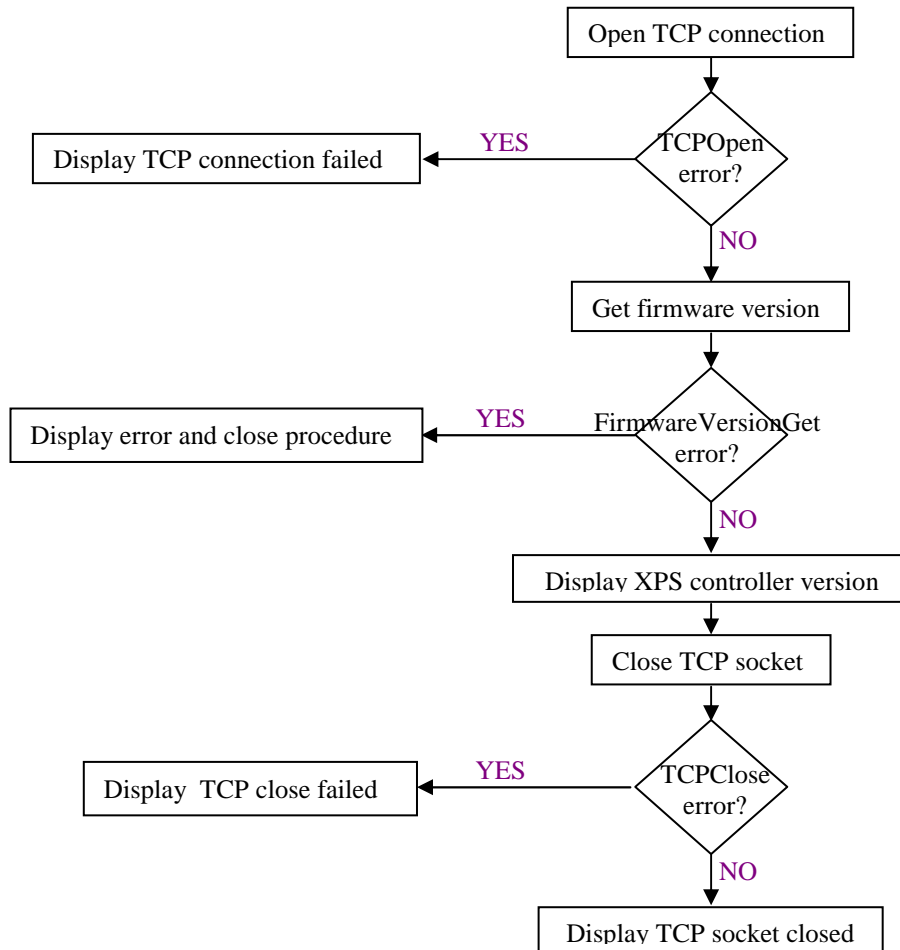 Open TCP connection
TCPOpen
error?
YES
Display TCP connection failed
NO
Get firmware version
FirmwareVersionGet
error?
YES
Display error and close procedure
NO
Display XPS controller version
Close TCP socket
TCPClose
error?
YES
Display TCP close failed
NO
Display TCP socket closed